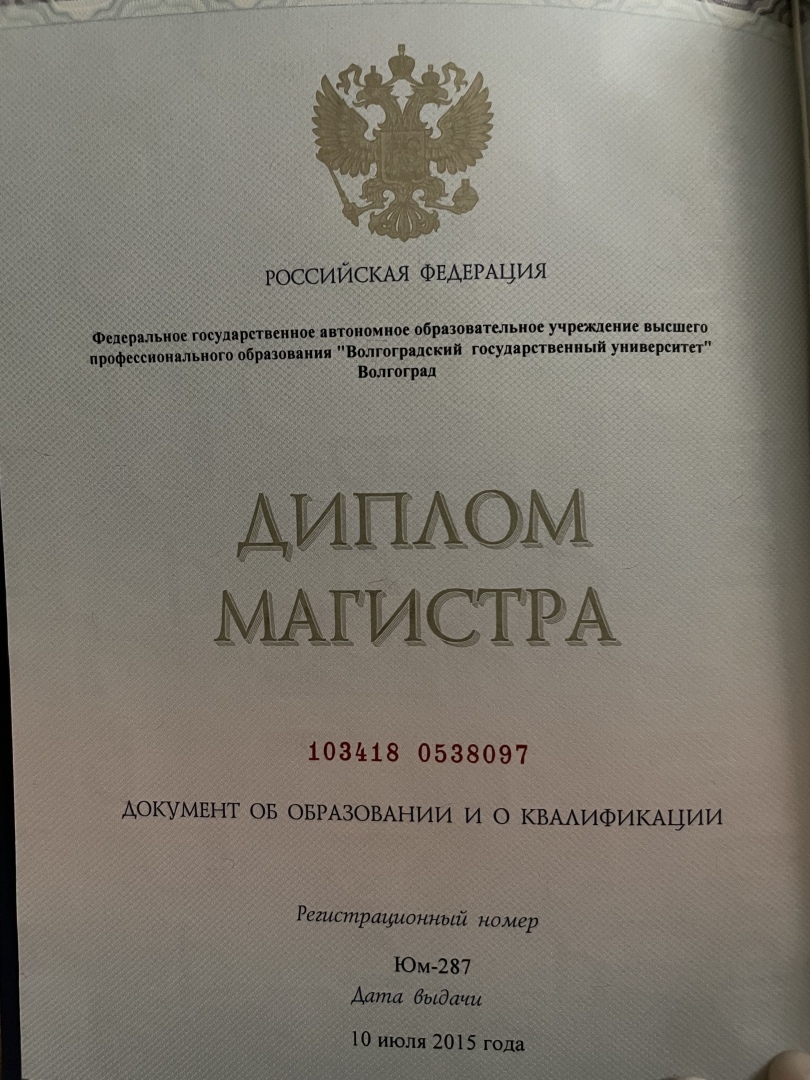 РОССИЙСКАЯ ФЕДЕРАЦИЯ
Федеральное государственное автономное образовательное учреждение высшего
профессионального образования "Волгоградский государственный университет"
Волгоград
ДИПЛОМ
МАГИСТРА
103418 0538097
ДОКУМЕНТ ОБ ОБРАЗОВАНИИ И О КВАЛИФИКАЦИИ
Регистрационный номер
Юм-287
Дата выдачи
10 июля 2015 года